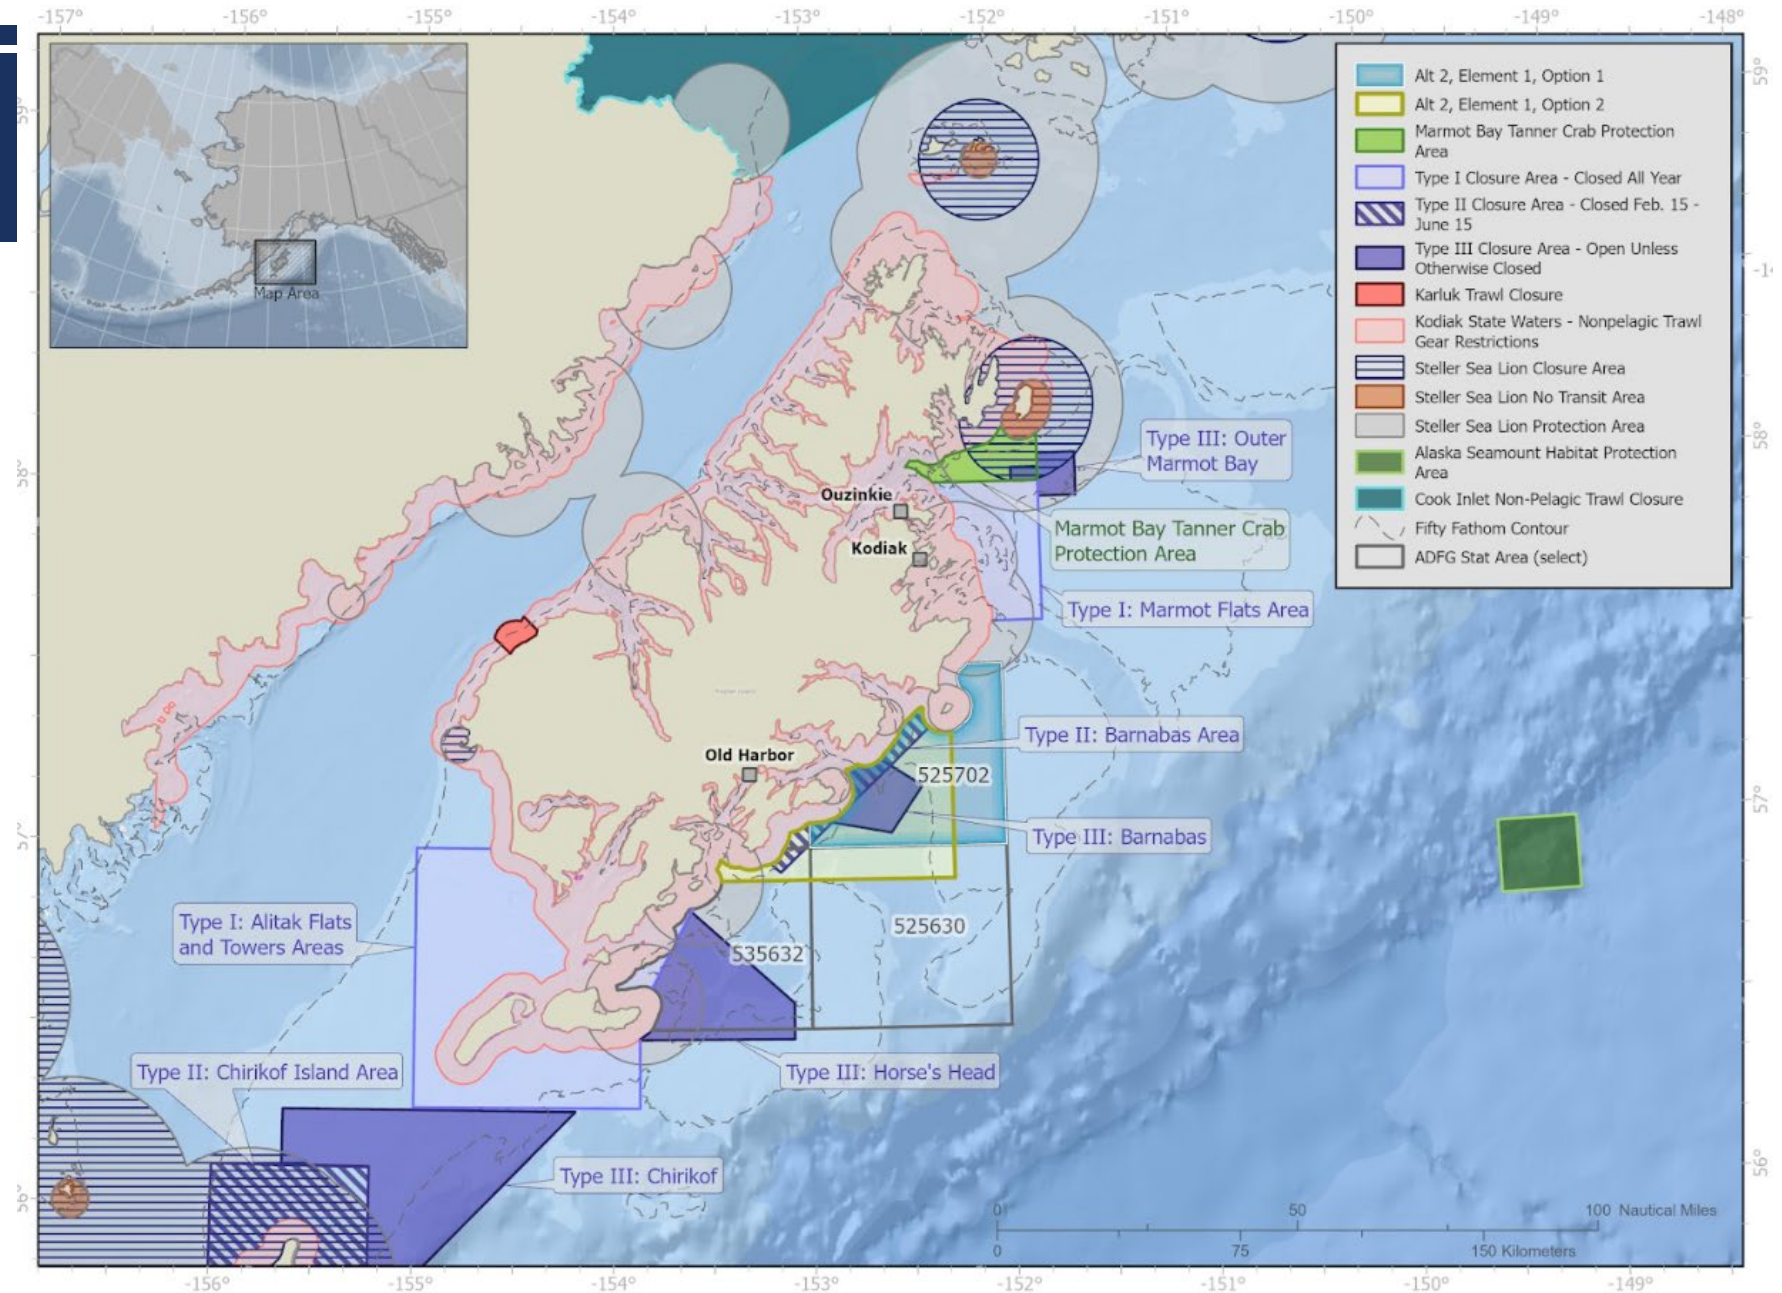 -157°
-156°
-155°
-154°
-153°
-152°
-151°
-150°
-149°
-148°
59°
59°
58°
58°
57°
57°
56°
56°
Map Area
Alt 2, Element 1, Option 1
Alt 2, Element 1, Option 2
Marmot Bay Tanner Crab Protection
Area
Type I Closure Area - Closed All Year
Type II Closure Area - Closed Feb. 15 -
June 15
Type III Closure Area - Open Unless
Otherwise Closed
Karluk Trawl Closure
Kodiak State Waters - Nonpelagic Trawl
Gear Restrictions
Steller Sea Lion Closure Area
Steller Sea Lion No Transit Area
Steller Sea Lion Protection Area
Alaska Seamount Habitat Protection
Area
Cook Inlet Non-Pelagic Trawl Closure
Fifty Fathom Contour
ADFG Stat Area (select)
Type III: Outer
Marmot Bay
Ouzinkie
Kodiak
Marmot Bay Tanner Crab
Protection Area
Type I: Marmot Flats Area
Type II: Barnabas Area
Old Harbor
525702
Type III: Barnabas
Type I: Alitak Flats
and Towers Areas
525630
535632
Type II: Chirikof Island Area
Type III: Horse's Head
Type III: Chirikof
0
50
100 Nautical Miles
0
75
150 Kilometers
-156°
-155°
-154°
-153°
-152°
-151°
-150°
-149°